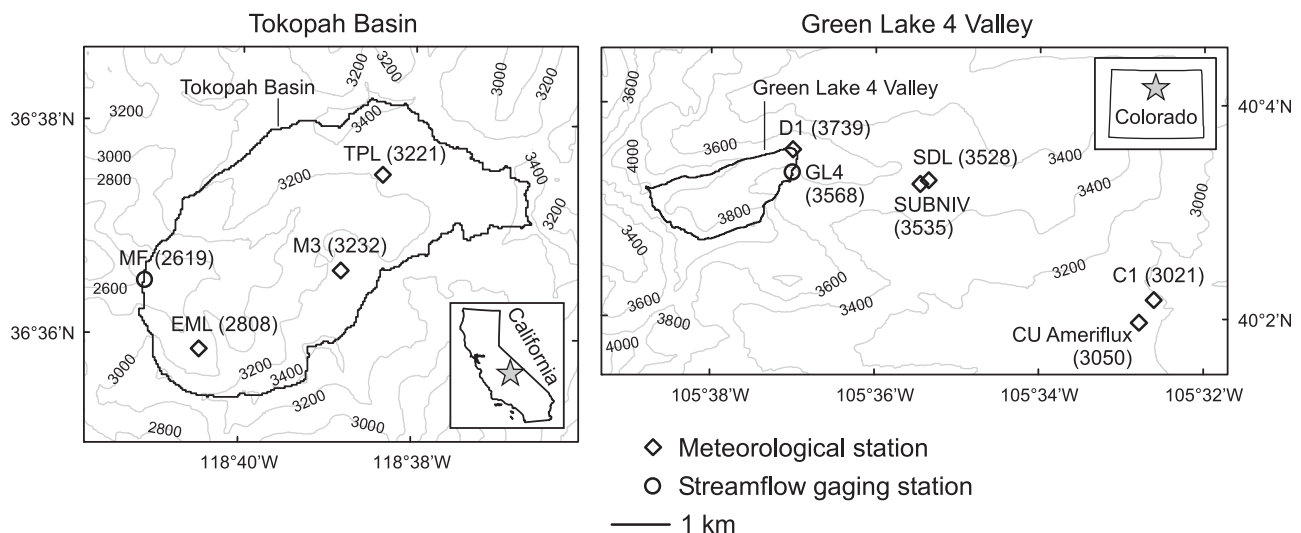 Tokopah Basin
3200
3200
3200
3200
Tokopah Basin
36°38'N
3400
3000
2800
TPL (3221)
3200
3400
3200
M3 (3232)
MF (2619)
2600
EML (2808)
36°36'N
3000
3200
3400
3200
3000
2800
California
118°40'W
118°38'W
Green Lake 4 Valley
3600
4000
Green Lake 4 Valley
D1 (3739)
3600
SDL (3528)
3400
GL4
(3568)
SUBNIV
(3535)
3800
3400
3400
3000
3200
3600
3400
3600
3800
4000
C1 (3021)
CU Ameriflux
(3050)
Colorado
40°4'N
40°2'N
105°38'W
105°36'W
105°34'W
105°32'W
Meteorological station
Streamflow gaging station
1 km